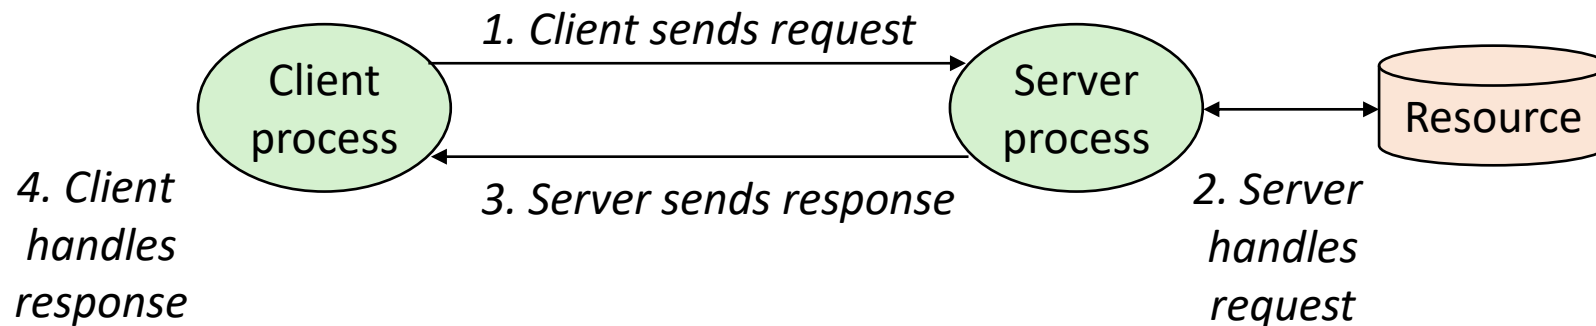 1. Client sends request
Client
process
Server
process
Resource
3. Server sends response
4. Client
handles
response
2. Server
handles
request